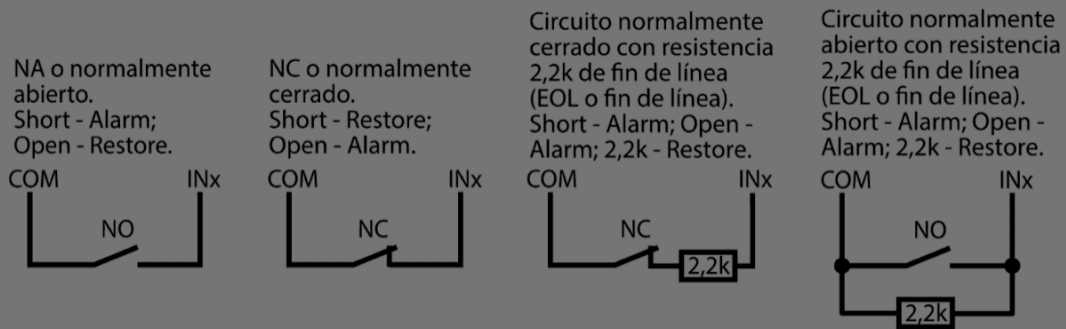 NA o normalmente
abierto.
Short - Alarm;
Open - Restore.
COM INx
NO
NC o normalmente
cerrado.
Short - Restore;
Open - Alarm.
COM INx
NC
Circuito normalmente
cerrado con resistencia
2,2k de fin de línea
(EOL o fin de línea).
Short - Alarm; Open -
Alarm; 2,2k - Restore.
COM INx
NC
2,2k
Circuito normalmente
abierto con resistencia
2,2k de fin de línea
(EOL o fin de línea).
Short - Alarm; Open -
Alarm; 2,2k - Restore.
COM INx
NO
2,2k